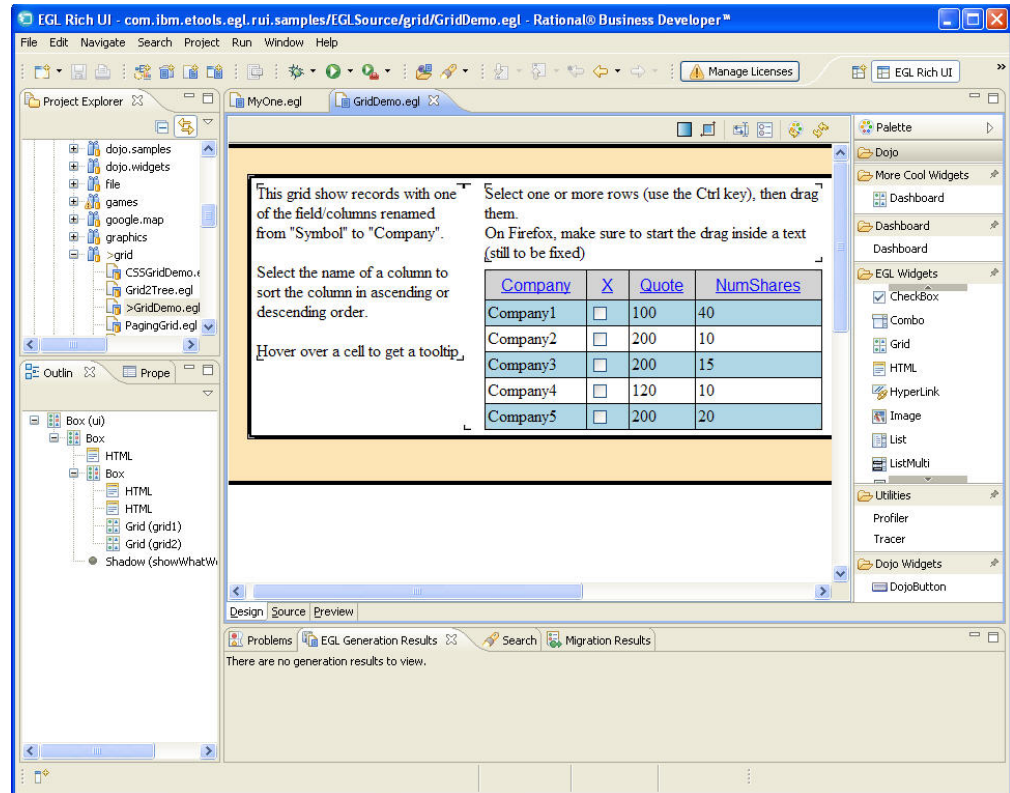 EGL Rich UI - com.ibm.etools.egl.rui.samples/EGLSource/grid/GridDemo.egl - Rational® Business Developer™
File Edit Navigate Search Project Run Window Help
Manage Licenses
EGL Rich UI
»
Project Explorer
dojo.samples
dojo.widgets
file
games
google.map
graphics
>grid
CSSGridDemo.e
Grid2Tree.egl
>GridDemo.egl
PagingGrid.egl
Outlin
Prope
Box (ui)
Box
HTML
Box
HTML
HTML
Grid (grid1)
Grid (grid2)
Shadow (showWhatW
MyOne.egl
GridDemo.egl
This grid show records with one
of the field/columns renamed
from "Symbol" to "Company".
Select the name of a column to
sort the column in ascending or
descending order.
Hover over a cell to get a tooltip
Select one or more rows (use the Ctrl key), then drag
them.
On Firefox, make sure to start the drag inside a text
(still to be fixed)
Company X Quote NumShares
Company1 100 40
Company2 200 10
Company3 200 15
Company4 120 10
Company5 200 20
Design Source Preview
Palette
Dojo
More Cool Widgets
Dashboard
Dashboard
Dashboard
EGL Widgets
CheckBox
Combo
Grid
HTML
HyperLink
Image
List
ListMulti
Utilities
Profiler
Tracer
Dojo Widgets
DojoButton
Problems EGL Generation Results Search Migration Results
There are no generation results to view.